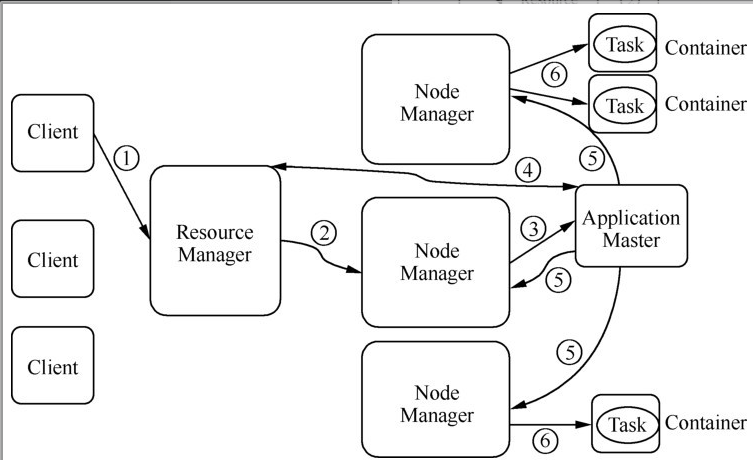 Resource
Task
Container
⑥
Node
Manager
Task
Container
Client
①
⑤
④
Resource
Manager
②
Node
Manager
③
Application
Master
Client
⑤
⑤
Client
Node
Manager
⑥
Task
Container